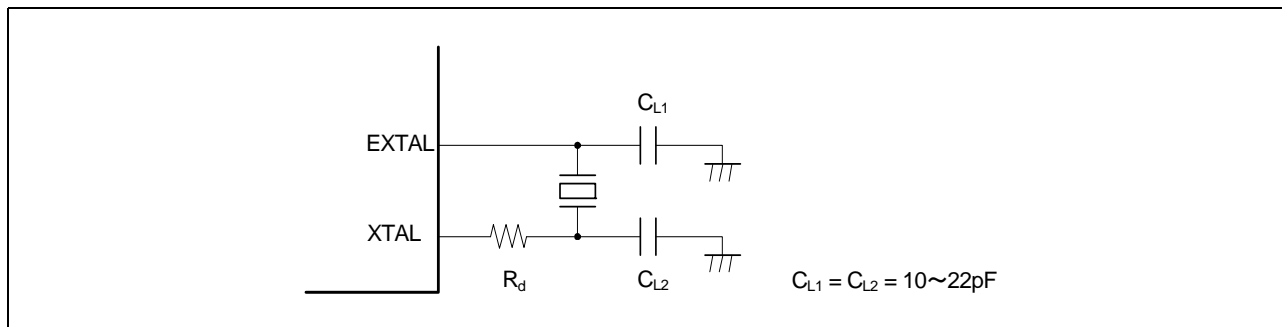 C_L1
EXTAL
XTAL
R_d
C_L2
C_L1 = C_L2 = 10～22pF